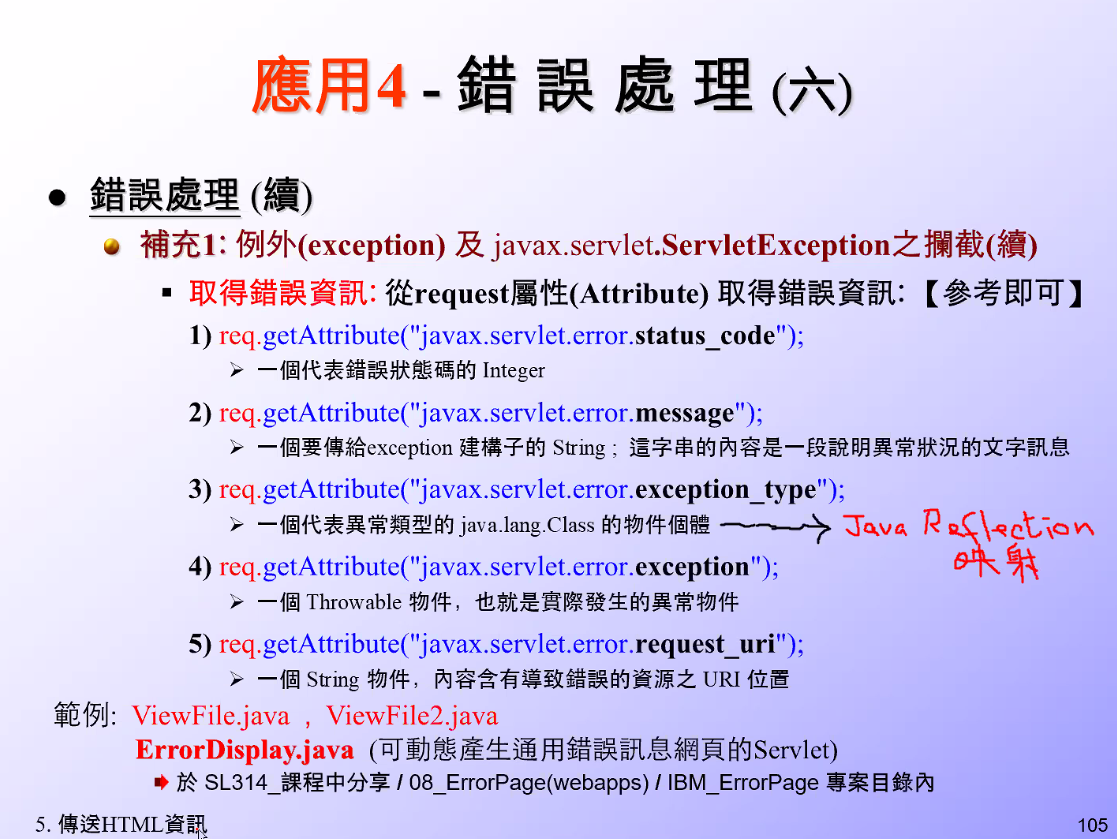 應用4 - 錯 誤 處 理 (六)
● 錯誤處理 (續)
補充1: 例外(exception) 及 javax.servlet.ServletException之攔截(續)
▪ 取得錯誤資訊: 從request屬性(Attribute) 取得錯誤資訊:【參考即可】
1) req.getAttribute("javax.servlet.error.status_code");
➢ 一個代表錯誤狀態碼的 Integer
2) req.getAttribute("javax.servlet.error.message");
➢ 一個要傳給exception 建構子的 String ; 這字串的內容是一段說明異常狀況的文字訊息
3) req.getAttribute("javax.servlet.error.exception_type");
➢ 一個代表異常類型的 java.lang.Class 的物件個體 → Java Reflection
映射
4) req.getAttribute("javax.servlet.error.exception");
➢ 一個 Throwable 物件，也就是實際發生的異常物件
5) req.getAttribute("javax.servlet.error.request_uri");
➢ 一個 String 物件，內容含有導致錯誤的資源之 URI 位置
範例: ViewFile.java , ViewFile2.java
ErrorDisplay.java (可動態產生通用錯誤訊息網頁的Servlet)
於 SL314_課程中分享 / 08_ErrorPage(webapps) / IBM_ErrorPage 專案目錄內
5. 傳送HTML資訊
105